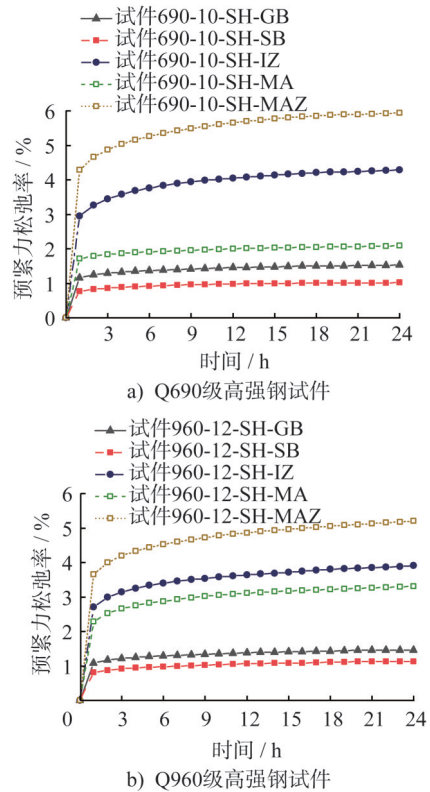 试件690-10-SH-GB
试件690-10-SH-SB
试件690-10-SH-IZ
试件690-10-SH-MA
试件690-10-SH-MAZ
6
5
4
3
2
1
0
预紧力松弛率 / %
3 6 9 12 15 18 21 24
时间 / h
a) Q690级高强钢试件
试件960-12-SH-GB
试件960-12-SH-SB
试件960-12-SH-IZ
试件960-12-SH-MA
试件960-12-SH-MAZ
6
5
4
3
2
1
预紧力松弛率 / %
0 3 6 9 12 15 18 21 24
时间 / h
b) Q960级高强钢试件